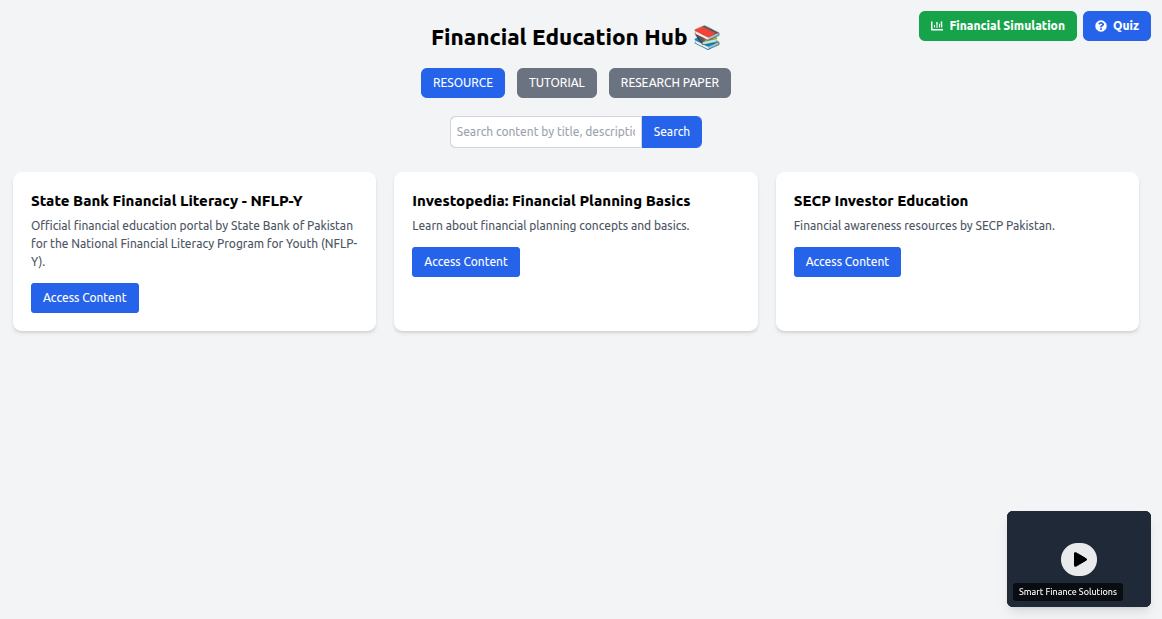 Financial Education Hub 📚
Financial Simulation
Quiz
RESOURCE
TUTORIAL
RESEARCH PAPER
Search content by title, descriptio
Search
State Bank Financial Literacy - NFLP-Y
Official financial education portal by State Bank of Pakistan
for the National Financial Literacy Program for Youth (NFLP-
Y).
Access Content
Investopedia: Financial Planning Basics
Learn about financial planning concepts and basics.
Access Content
SECP Investor Education
Financial awareness resources by SECP Pakistan.
Access Content
Smart Finance Solutions